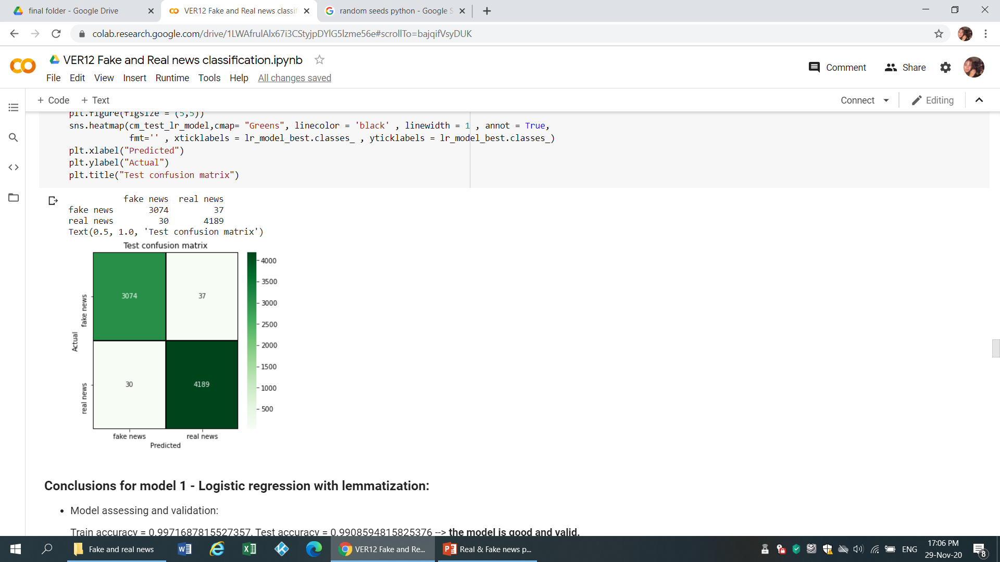 final folder - Google Drive
VER12 Fake and Real news classif
random seeds python - Google S
colab.research.google.com/drive/1LWAfrulAlx67i3CStyjpDYlG5lzme56e#scrollTo=bajqifVsyDUK
VER12 Fake and Real news classification.ipynb
Comment
Share
File Edit View Insert Runtime Tools Help All changes saved
+ Code + Text
Connect
Editing
plt.figure(figsize = (5,5))
sns.heatmap(cm_test_lr_model,cmap= "Greens", linecolor = 'black' , linewidth = 1 , annot = True,
fmt='' , xticklabels = lr_model_best.classes_ , yticklabels = lr_model_best.classes_)
plt.xlabel("Predicted")
plt.ylabel("Actual")
plt.title("Test confusion matrix")
fake news real news
fake news 3074 37
real news 30 4189
Text(0.5, 1.0, 'Test confusion matrix')
Test confusion matrix
4000
3500
3000
2500
2000
1500
1000
500
3074 37
30 4189
fake news
real news
Actual
fake news real news
Predicted
Conclusions for model 1 - Logistic regression with lemmatization:
• Model assessing and validation:
Train accuracy = 0.9971687815527357, Test accuracy = 0.9908594815825376 --> the model is good and valid.
Fake and real news
VER12 Fake and Re...
Real & Fake news p...
ENG
17:06 PM
29-Nov-20
8